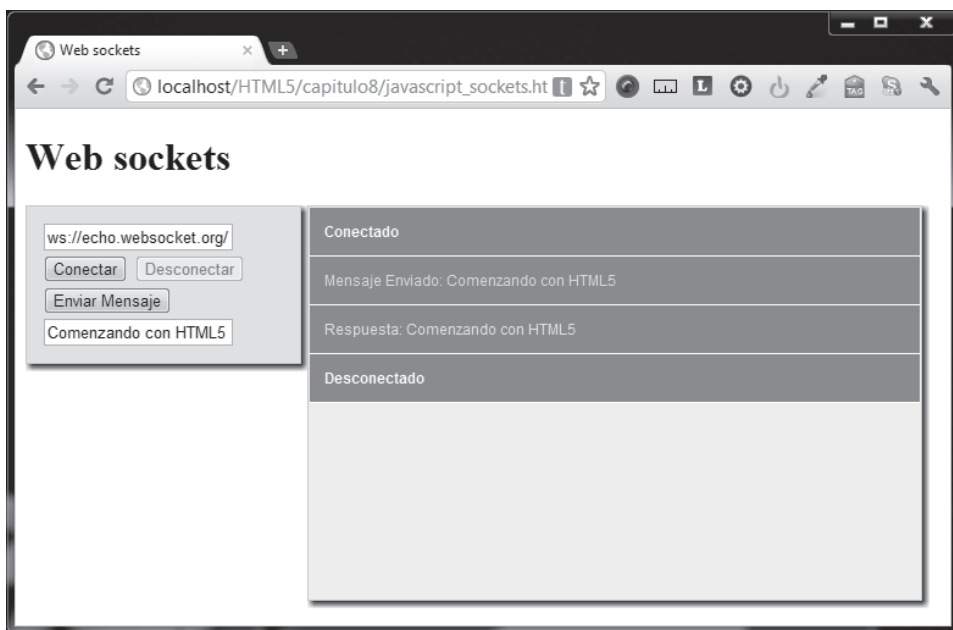 Web sockets
localhost/HTML5/capitulo8/javascript_sockets.ht
Web sockets
ws://echo.websocket.org/
Conectar Desconectar
Enviar Mensaje
Comenzando con HTML5
Conectado
Mensaje Enviado: Comenzando con HTML5
Respuesta: Comenzando con HTML5
Desconectado